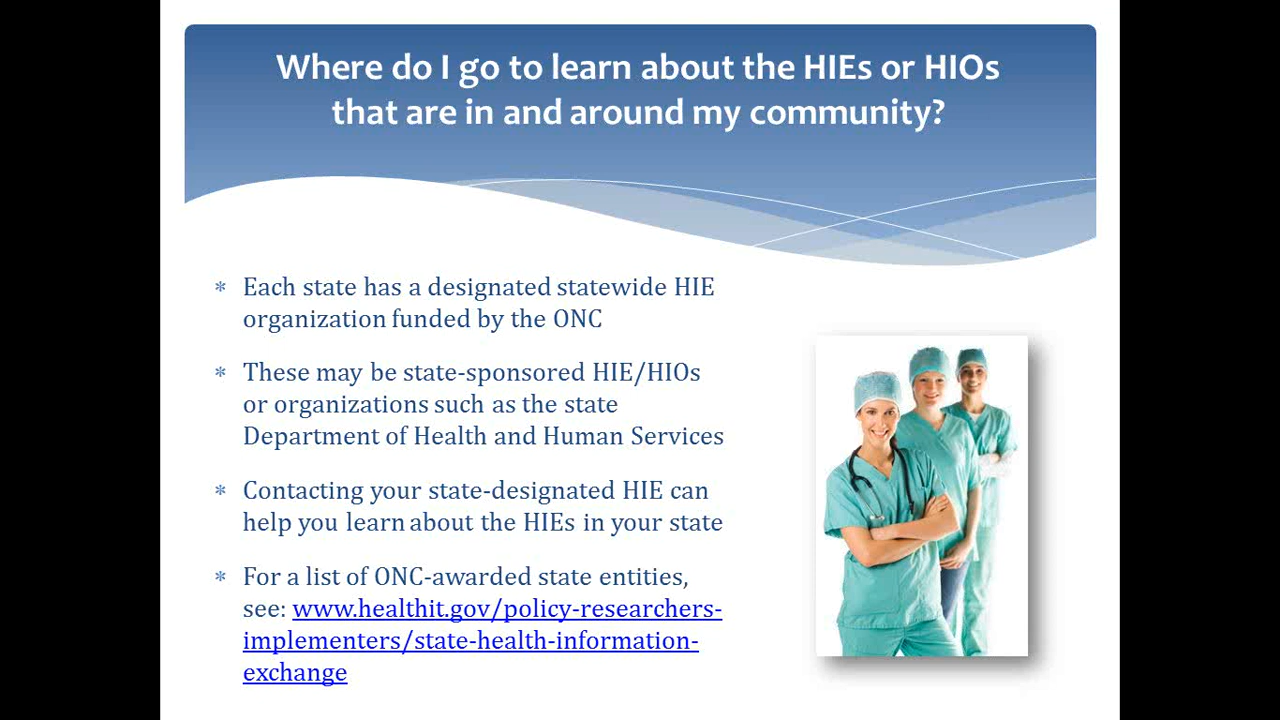 Where do I go to learn about the HIEs or HIOs
that are in and around my community?
* Each state has a designated statewide HIE
organization funded by the ONC
* These may be state-sponsored HIE/HIOs
or organizations such as the state
Department of Health and Human Services
* Contacting your state-designated HIE can
help you learn about the HIEs in your state
* For a list of ONC-awarded state entities,
see: www.healthit.gov/policy-researchers-
implementers/state-health-information-
exchange